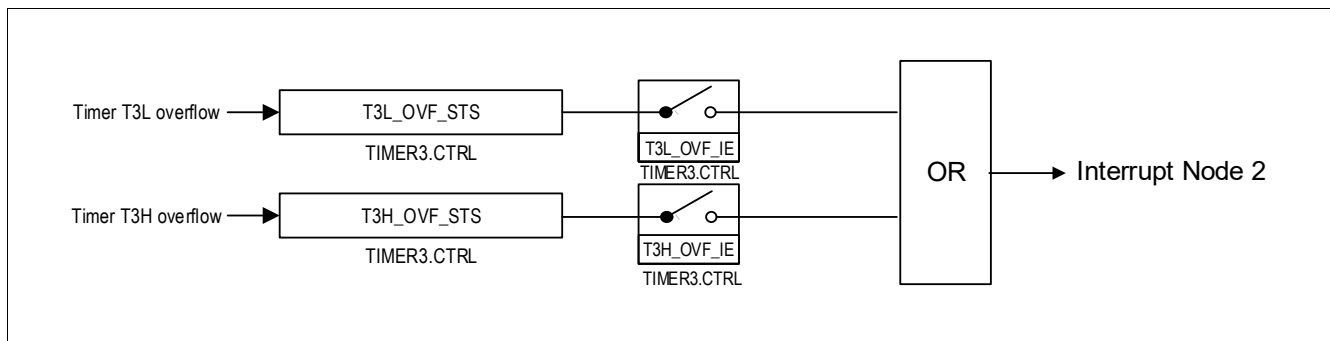 Timer T3L overflow
T3L_OVF_STS
TIMER3.CTRL
T3L_OVF_IE
TIMER3.CTRL
Timer T3H overflow
T3H_OVF_STS
TIMER3.CTRL
T3H_OVF_IE
TIMER3.CTRL
OR
Interrupt Node 2